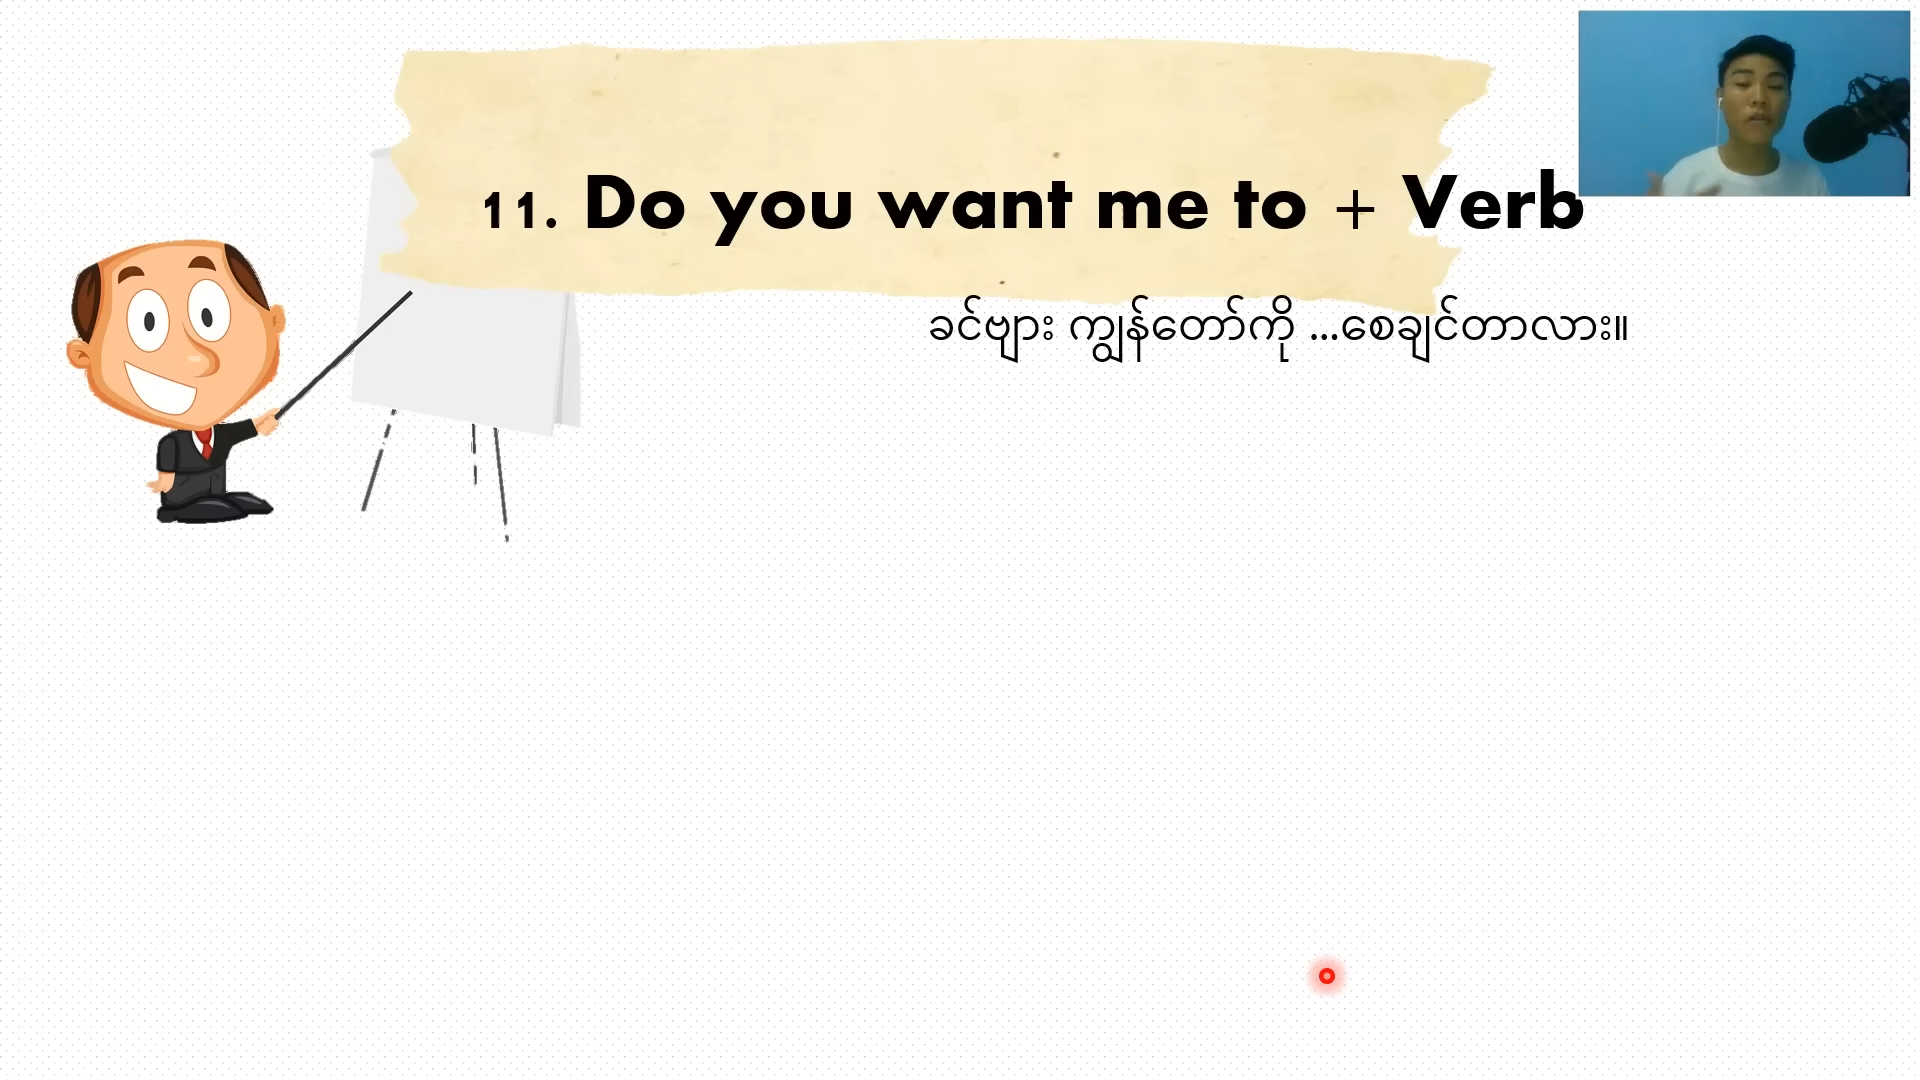 11. Do you want me to + Verb
ခင်ဗျား ကျွန်တော်ကို ...စေချင်တာလား။